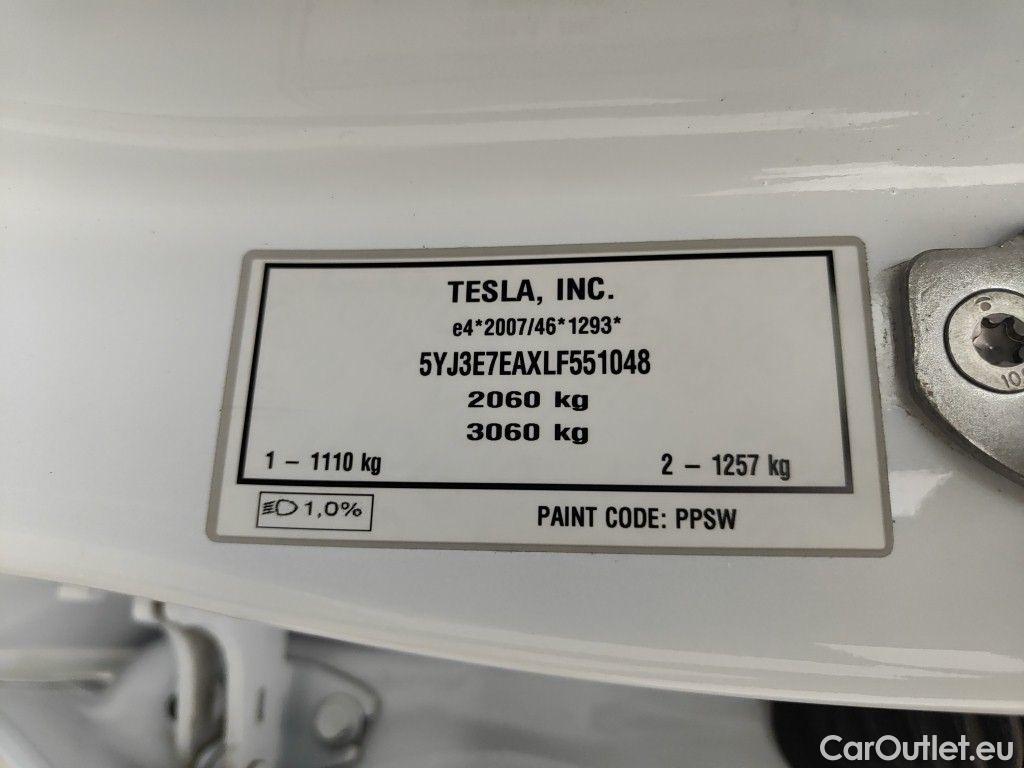 TESLA, INC.
e4*2007/46*1293*
5YJ3E7EAXLF551048
2060 kg
3060 kg
1 – 1110 kg 2 – 1257 kg
1,0% PAINT CODE: PPSW
CarOutlet.eu